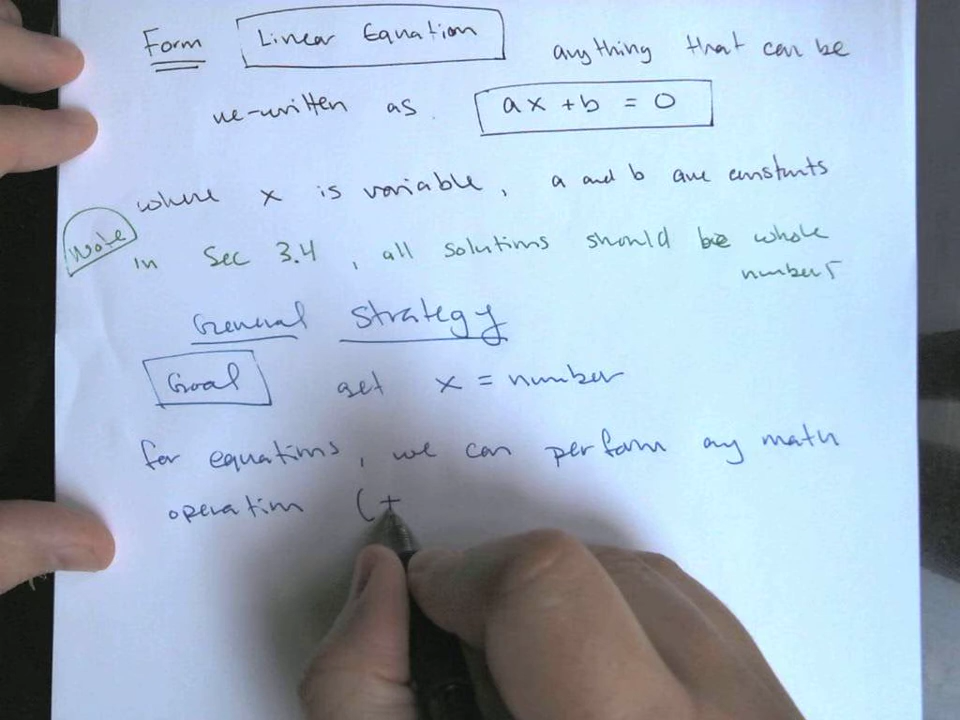 Form Linear Equation anything that can be
re-written as ax + b = 0
where x is variable, a and b are constants
Note in Sec 3.4, all solutions should be whole
numbers
General Strategy
Goal get x = number
for equations, we can perform any math
operation (+